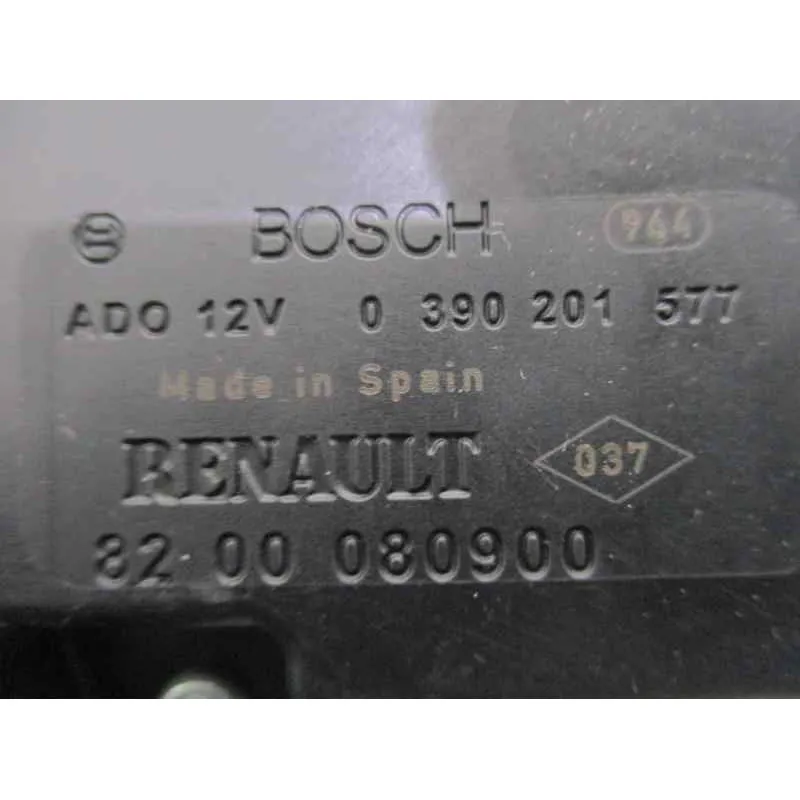 BOSCH 944
ADO 12V 0 390 201 577
Made in Spain
RENAULT 037
82 00 080900